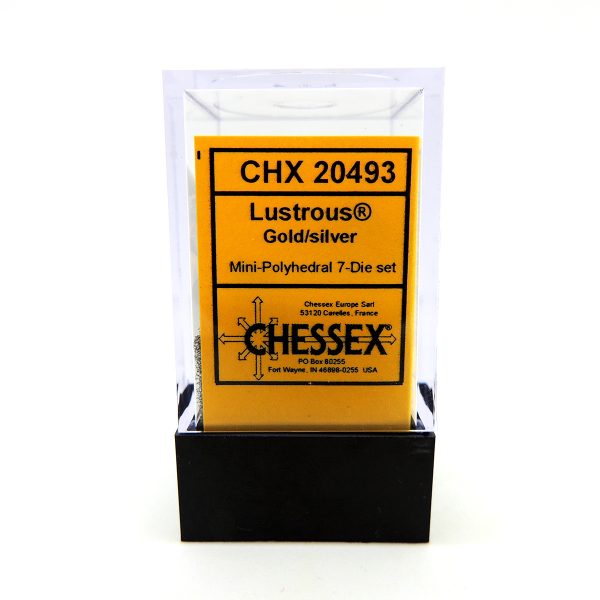 CHX 20493
Lustrous®
Gold/silver
Mini-Polyhedral 7-Die set
Chessex Europe Sarl
53120 Carelles, France
CHESSEX®
PO Box 80255
Fort Wayne, IN 46898-0255 USA